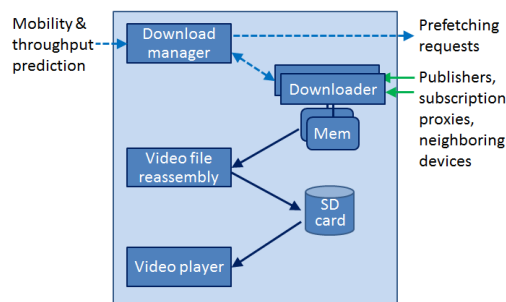 Mobility &
throughput
prediction
Download
manager
Prefetching
requests
Downloader
Publishers,
subscription
proxies,
neighboring
devices
Mem
Video file
reassembly
SD
card
Video player